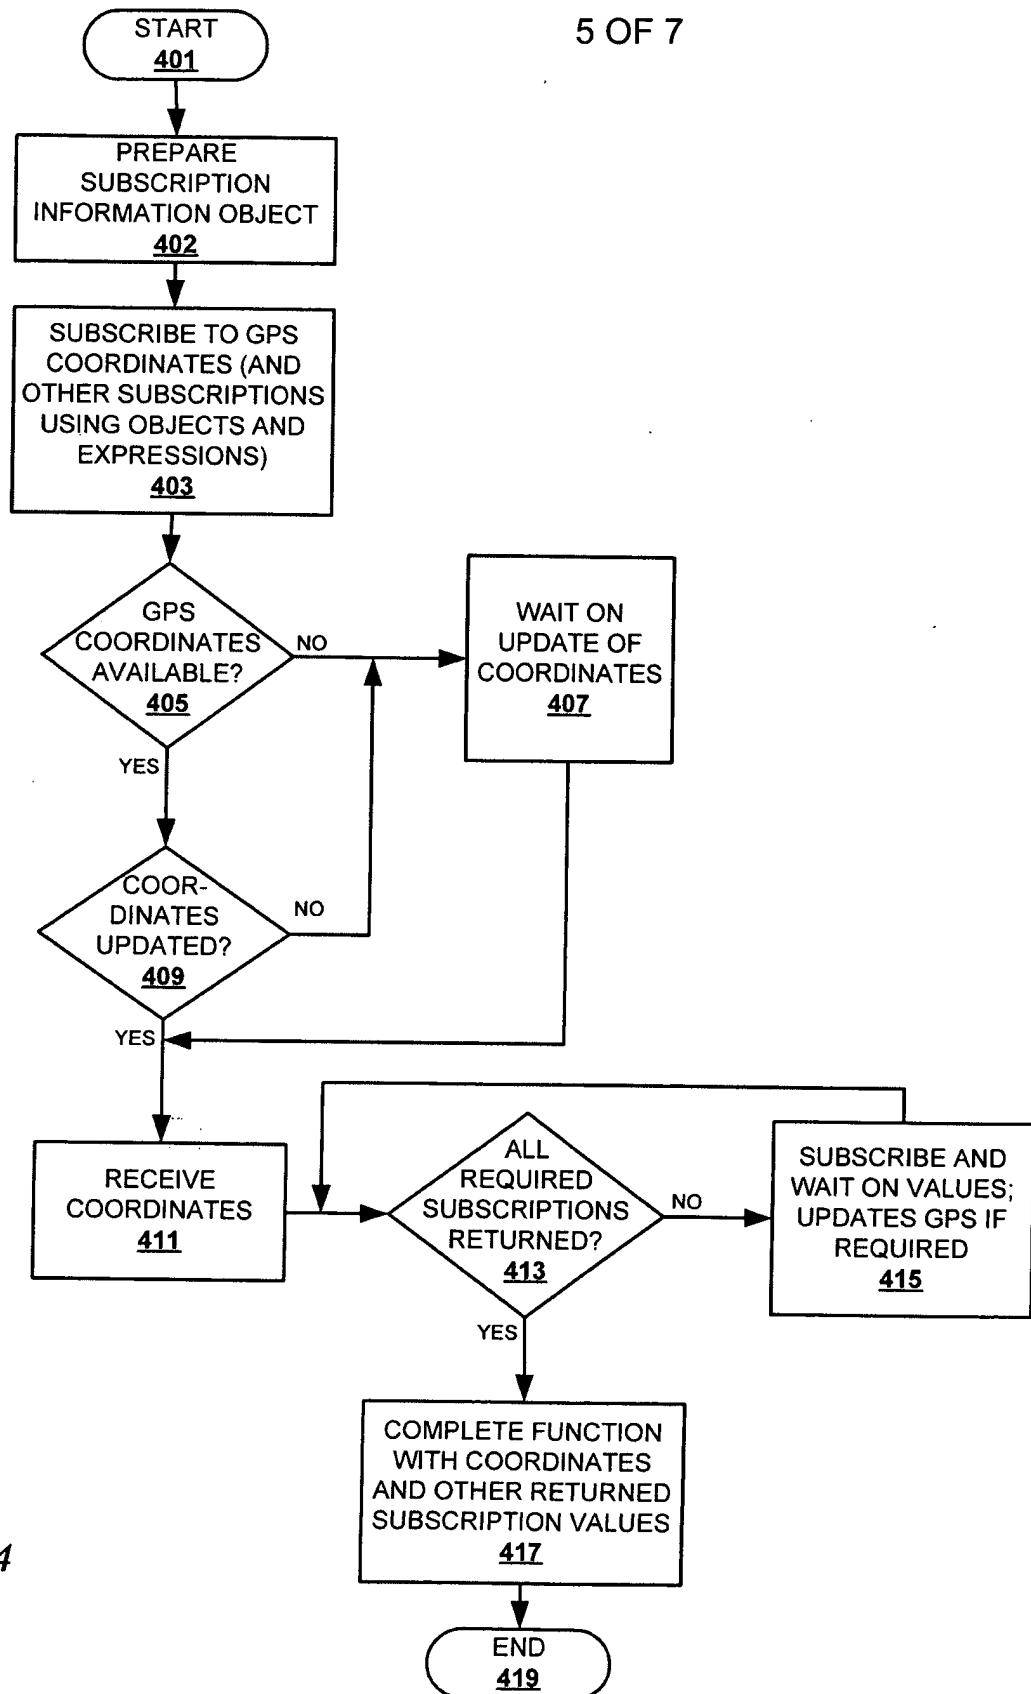 5 OF 7
START
401
PREPARE
SUBSCRIPTION
INFORMATION OBJECT
402
SUBSCRIBE TO GPS
COORDINATES (AND
OTHER SUBSCRIPTIONS
USING OBJECTS AND
EXPRESSIONS)
403
GPS
COORDINATES
AVAILABLE?
405
NO
WAIT ON
UPDATE OF
COORDINATES
407
YES
COOR-
DINATES
UPDATED?
409
NO
YES
RECEIVE
COORDINATES
411
ALL
REQUIRED
SUBSCRIPTIONS
RETURNED?
413
NO
SUBSCRIBE AND
WAIT ON VALUES;
UPDATES GPS IF
REQUIRED
415
YES
COMPLETE FUNCTION
WITH COORDINATES
AND OTHER RETURNED
SUBSCRIPTION VALUES
417
4
END
419